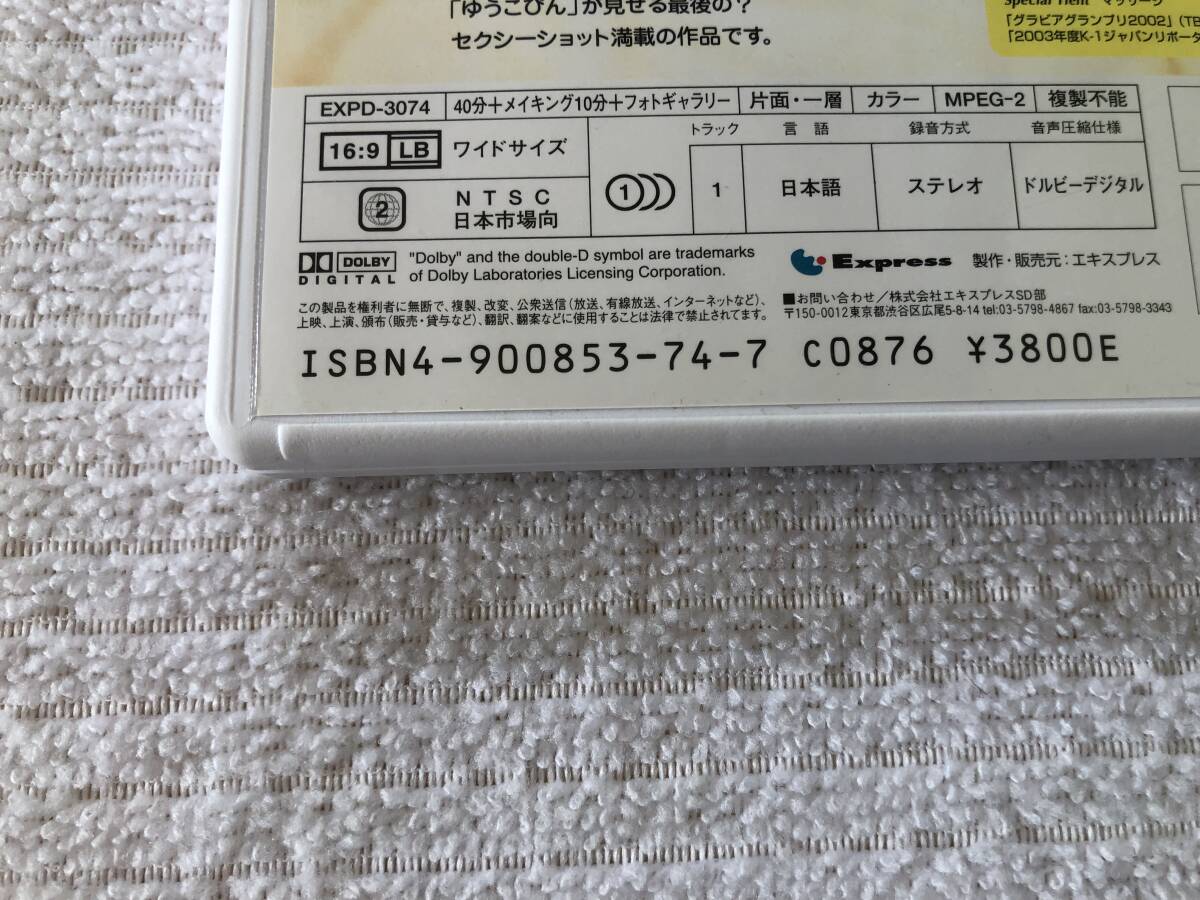 「ゆうこぴん」が見せる最後の?
セクシーショット満載の作品です。
Special Tient マッサージ
「グラビアグランプリ2002」(TB
「2003年度K-1ジャパンリポータ
EXPD-3074 40分+メイキング10分+フォトギャラリー 片面・一層 カラー MPEG-2 複製不能
16:9 LB ワイドサイズ
トラック 言語 録音方式 音声圧縮仕様
2 NTSC
日本市場向
1 1 日本語 ステレオ ドルビーデジタル
DOLBY
DIGITAL
"Dolby" and the double-D symbol are trademarks
of Dolby Laboratories Licensing Corporation.
Express 製作・販売元:エキスプレス
この製品を権利者に無断で、複製、改変、公衆送信(放送、有線放送、インターネットなど)、
上映、上演、頒布(販売・貸与など)、翻訳、翻案などに使用することは法律で禁止されてます。
■お問い合わせ/株式会社エキスプレスSD部
〒150-0012東京都渋谷区広尾5-8-14 tel:03-5798-4867 fax:03-5798-3343
ISBN4-900853-74-7 C0876 ¥3800E